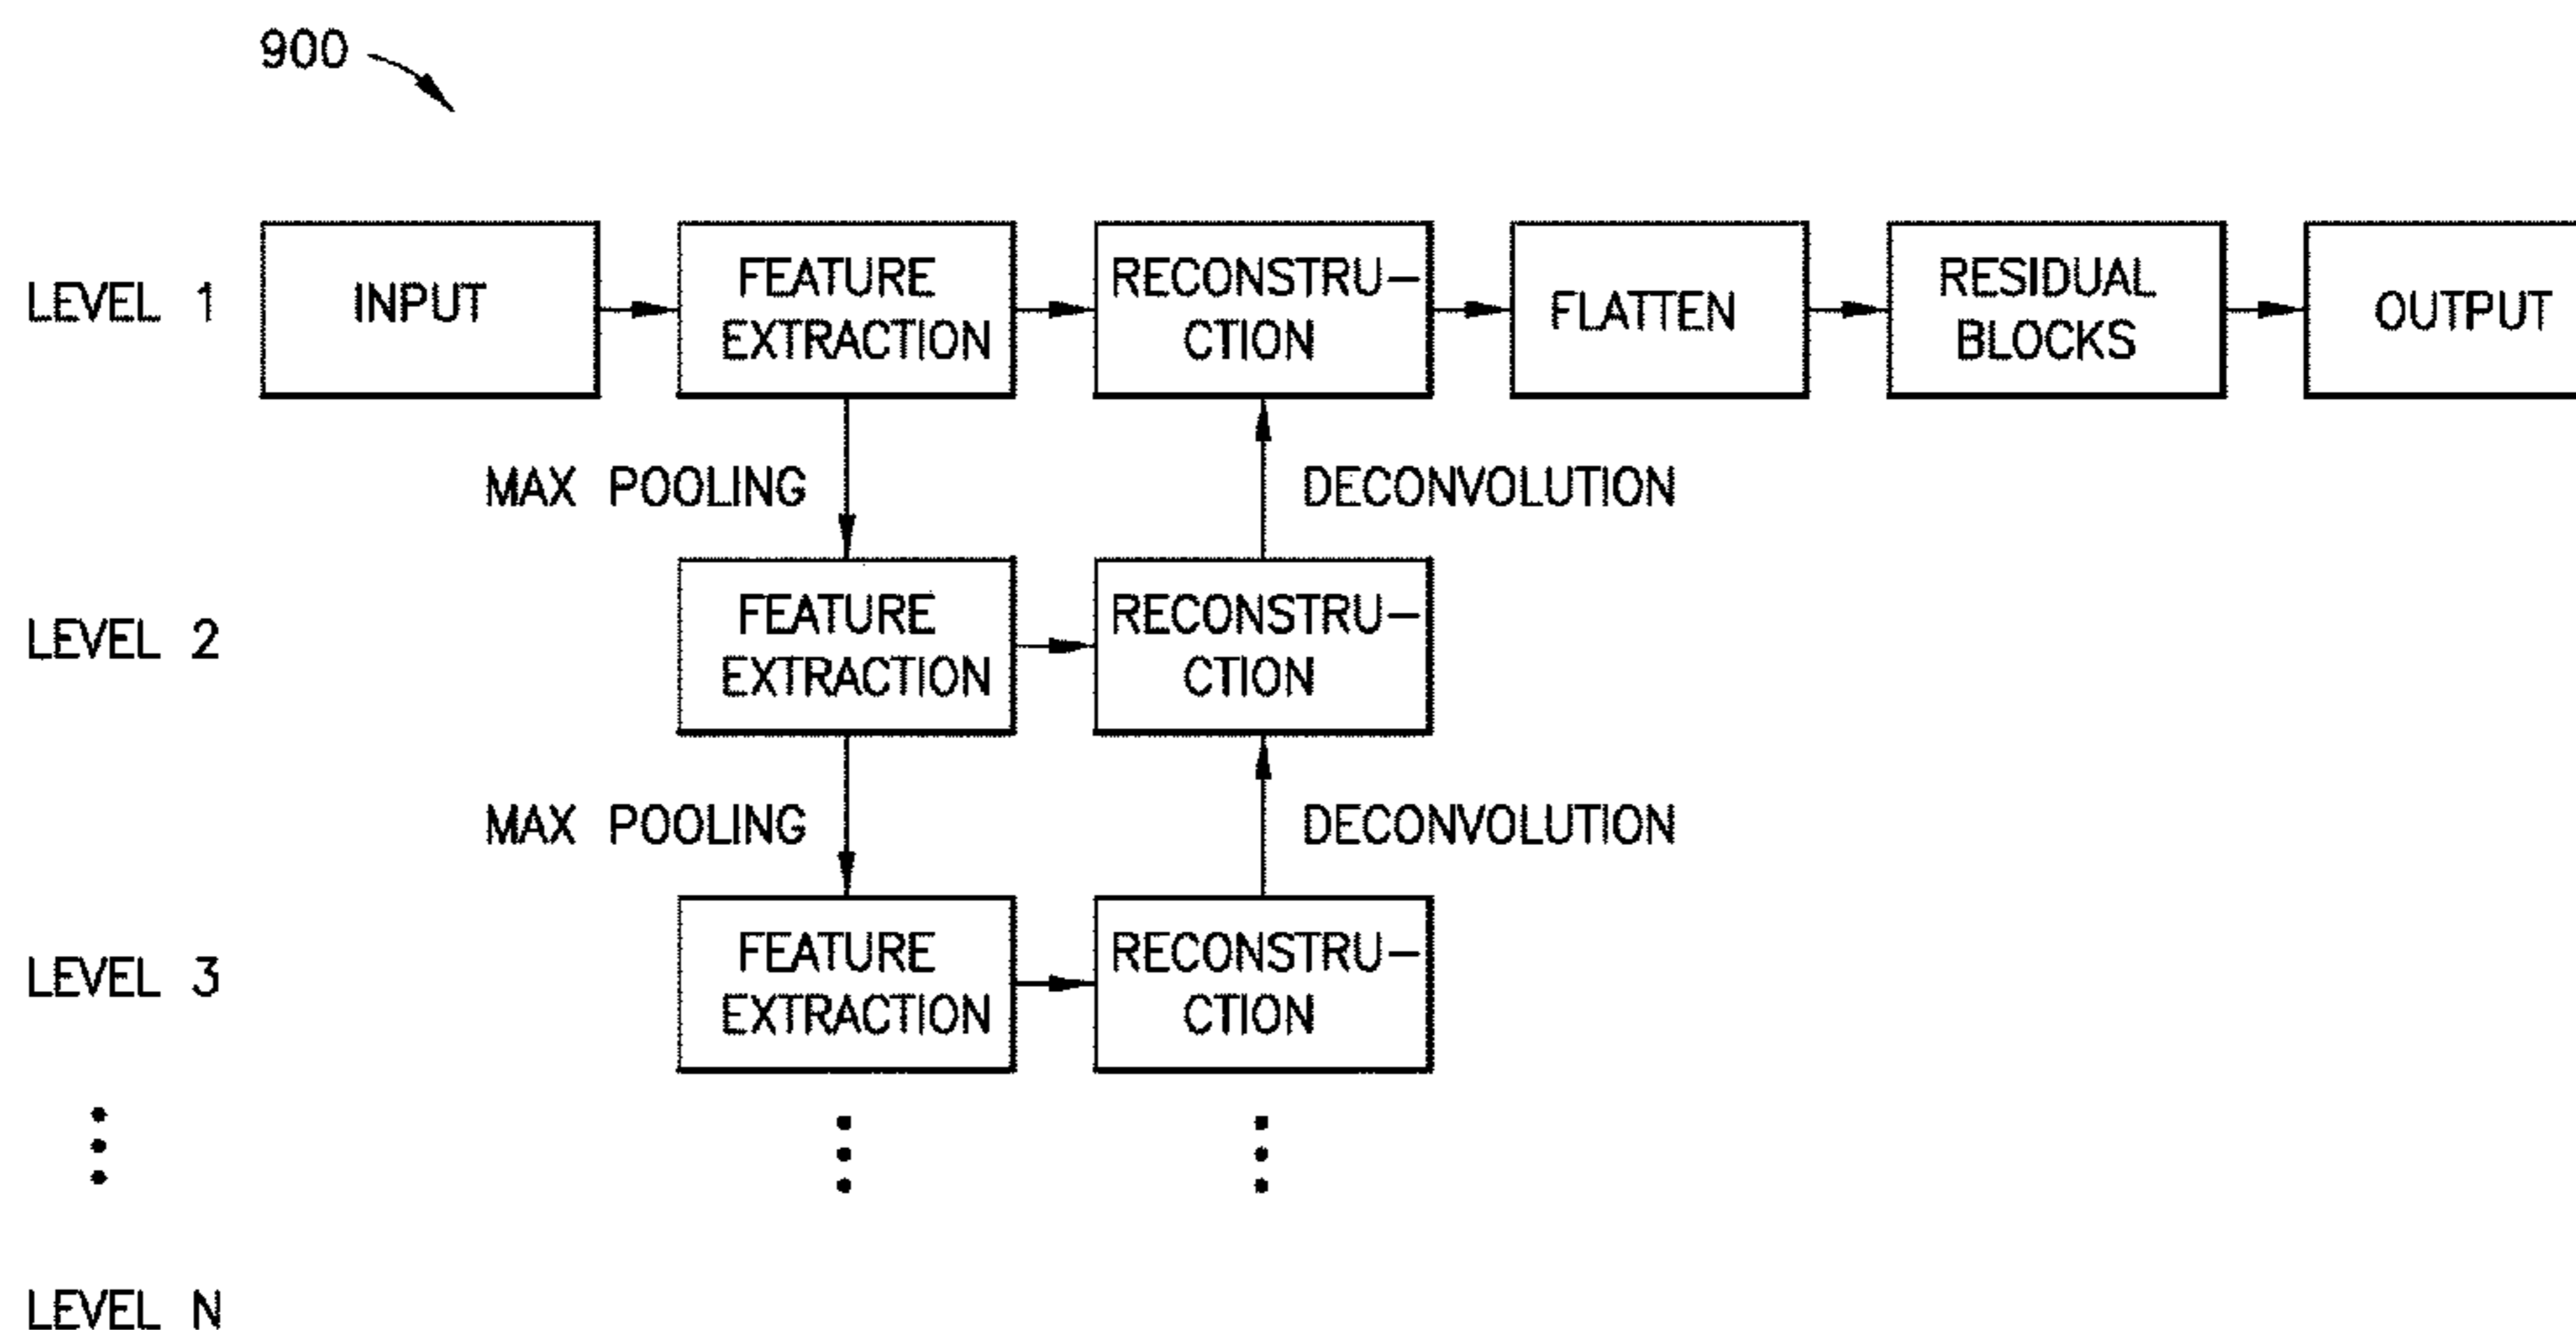 900
LEVEL 1
INPUT
FEATURE
EXTRACTION
RECONSTRU-
CTION
FLATTEN
RESIDUAL
BLOCKS
OUTPUT
MAX POOLING
DECONVOLUTION
LEVEL 2
FEATURE
EXTRACTION
RECONSTRU-
CTION
MAX POOLING
DECONVOLUTION
LEVEL 3
FEATURE
EXTRACTION
RECONSTRU-
CTION
LEVEL N